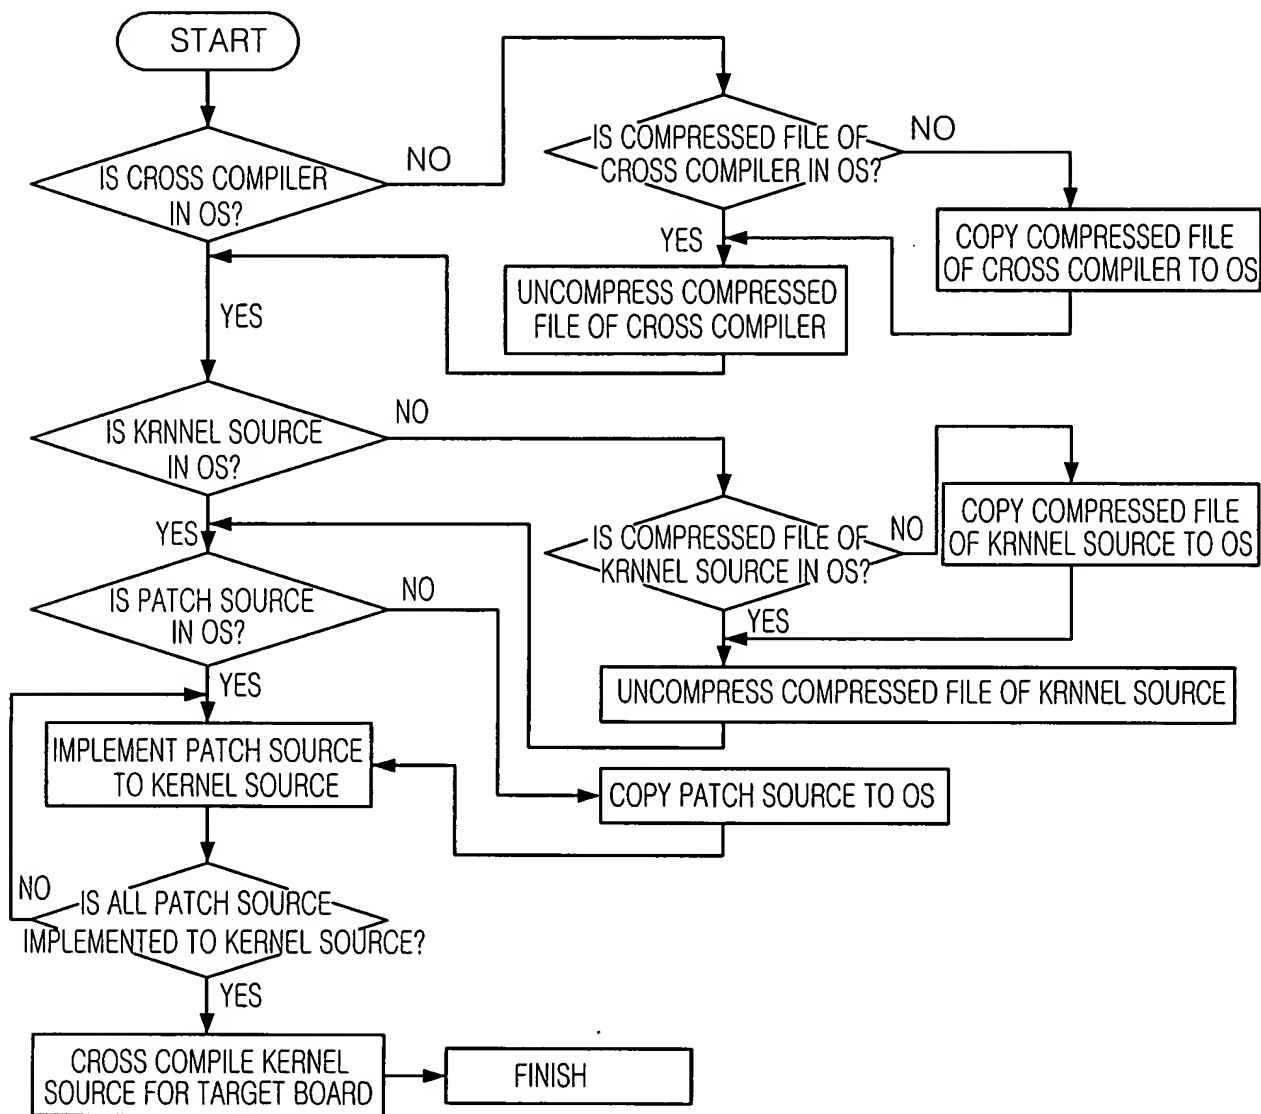 START
IS CROSS COMPILER
IN OS?
NO
YES
IS COMPRESSED FILE OF
CROSS COMPILER IN OS?
NO
YES
COPY COMPRESSED FILE
OF CROSS COMPILER TO OS
UNCOMPRESS COMPRESSED
FILE OF CROSS COMPILER
IS KRNNEL SOURCE
IN OS?
NO
YES
IS COMPRESSED FILE OF
KRNNEL SOURCE IN OS?
NO
YES
COPY COMPRESSED FILE
OF KRNNEL SOURCE TO OS
UNCOMPRESS COMPRESSED FILE OF KRNNEL SOURCE
IS PATCH SOURCE
IN OS?
NO
YES
COPY PATCH SOURCE TO OS
IMPLEMENT PATCH SOURCE
TO KERNEL SOURCE
IS ALL PATCH SOURCE
IMPLEMENTED TO KERNEL SOURCE?
NO
YES
CROSS COMPILE KERNEL
SOURCE FOR TARGET BOARD
FINISH